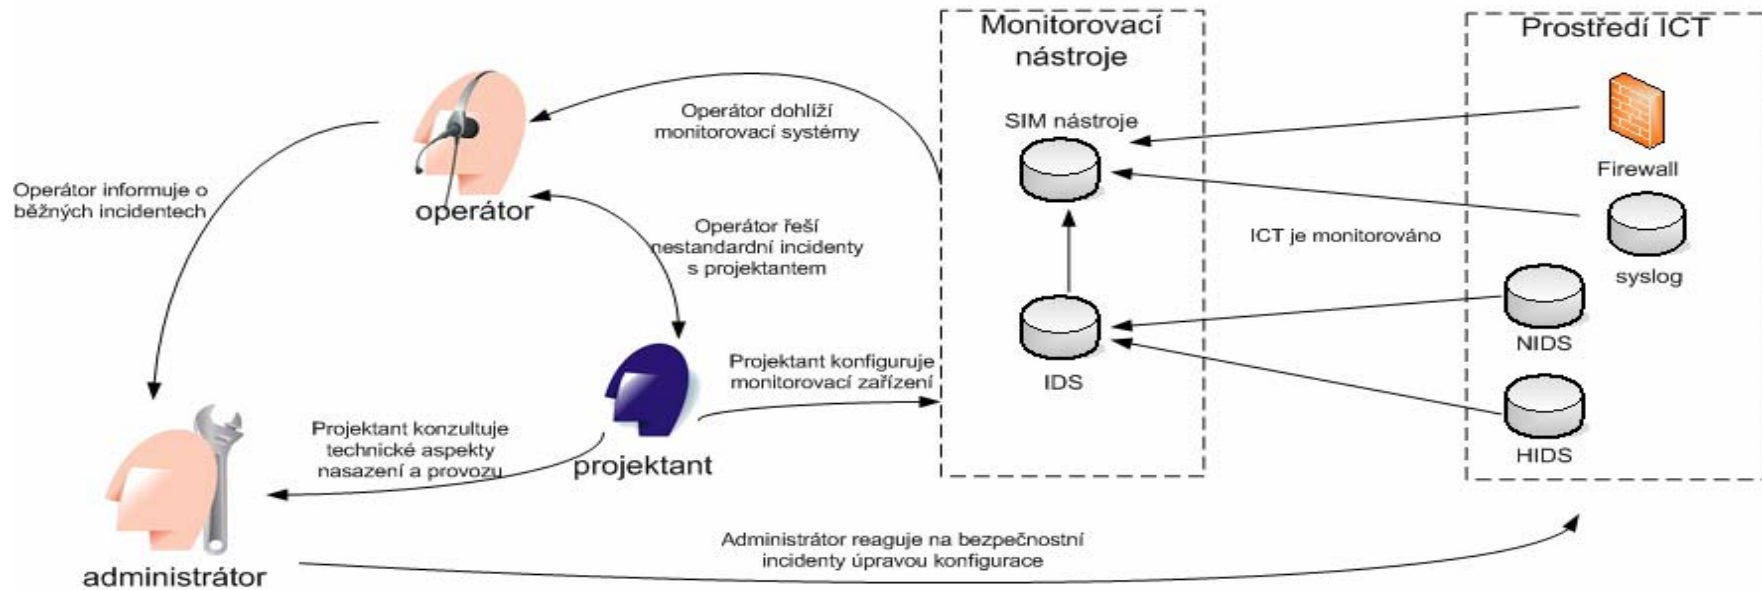 Monitorovací
nástroje
Prostředí ICT
Operátor dohlíží
monitorovací systémy
SIM nástroje
Firewall
Operátor informuje o
běžných incidentech
operátor
Operátor řeší
nestandardní incidenty
s projektantem
ICT je monitorováno
syslog
NIDS
Projektant konfiguruje
monitorovací zařízení
IDS
Projektant konzultuje
technické aspekty
nasazení a provozu
projektant
HIDS
Administrátor reaguje na bezpečnostní
incidenty úpravou konfigurace
administrátor